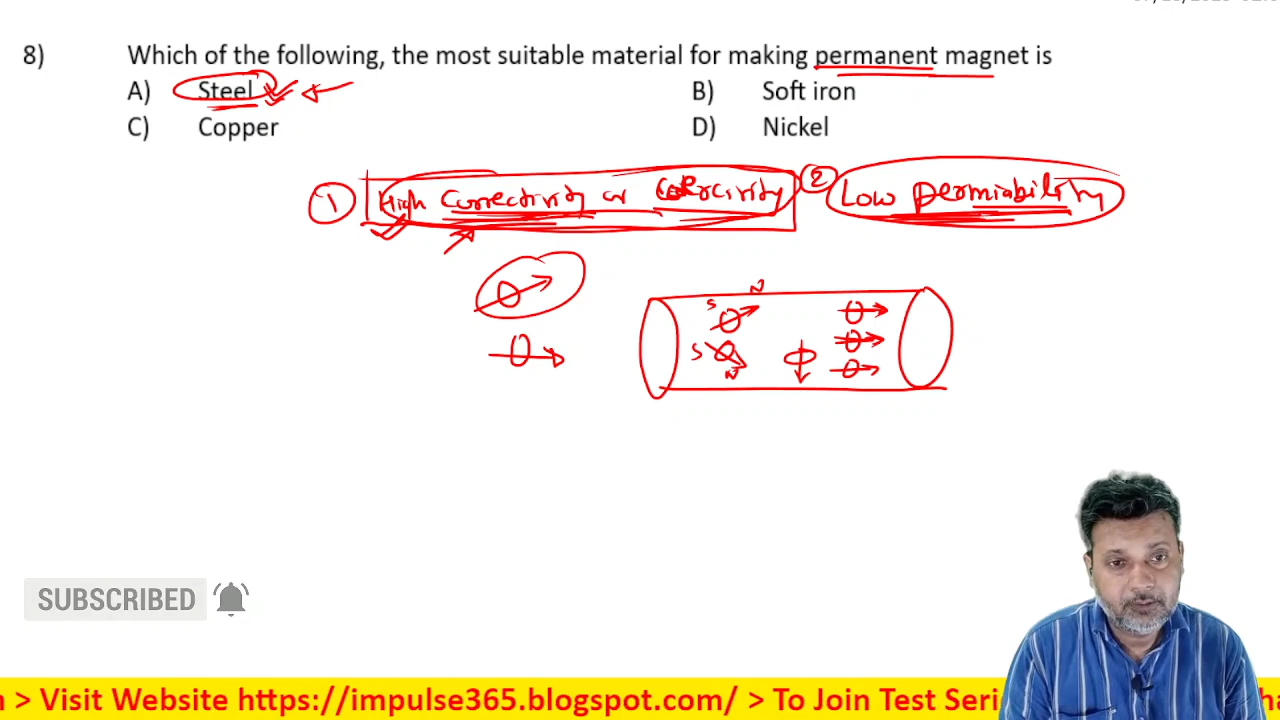 8) Which of the following, the most suitable material for making permanent magnet is
A) Steel B) Soft iron
C) Copper D) Nickel
1 High Correctivity or Coercivity 2 Low permiability
N
S
S
N
SUBSCRIBED
> Visit Website https://impulse365.blogspot.com/ > To Join Test Seri